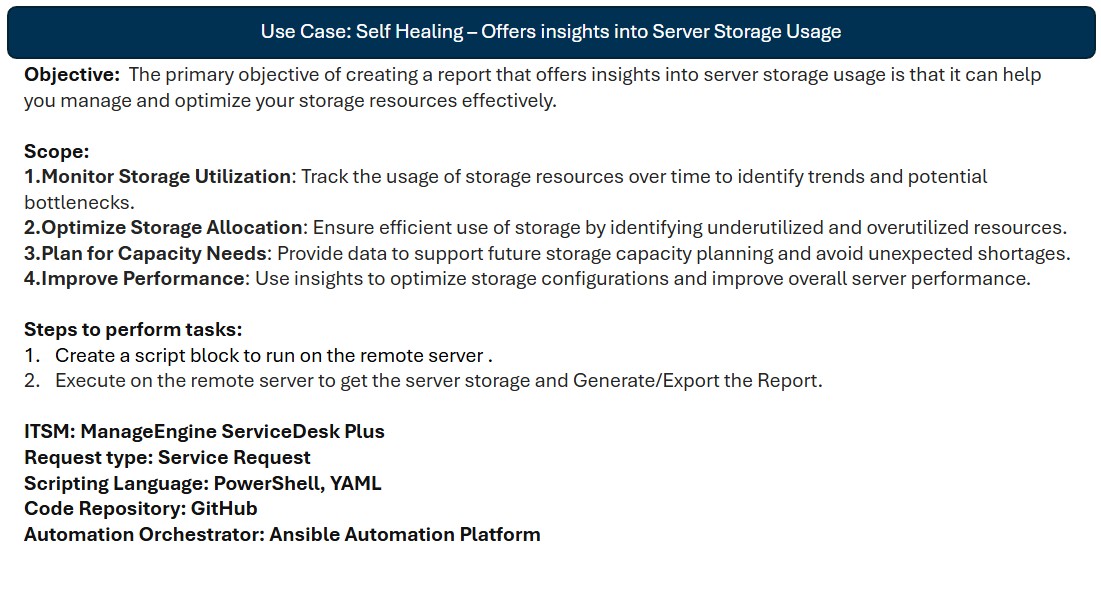 Use Case: Self Healing – Offers insights into Server Storage Usage
Objective: The primary objective of creating a report that offers insights into server storage usage is that it can help
you manage and optimize your storage resources effectively.
Scope:
1.Monitor Storage Utilization: Track the usage of storage resources over time to identify trends and potential
bottlenecks.
2.Optimize Storage Allocation: Ensure efficient use of storage by identifying underutilized and overutilized resources.
3.Plan for Capacity Needs: Provide data to support future storage capacity planning and avoid unexpected shortages.
4.Improve Performance: Use insights to optimize storage configurations and improve overall server performance.
Steps to perform tasks:
1. Create a script block to run on the remote server .
2. Execute on the remote server to get the server storage and Generate/Export the Report.
ITSM: ManageEngine ServiceDesk Plus
Request type: Service Request
Scripting Language: PowerShell, YAML
Code Repository: GitHub
Automation Orchestrator: Ansible Automation Platform